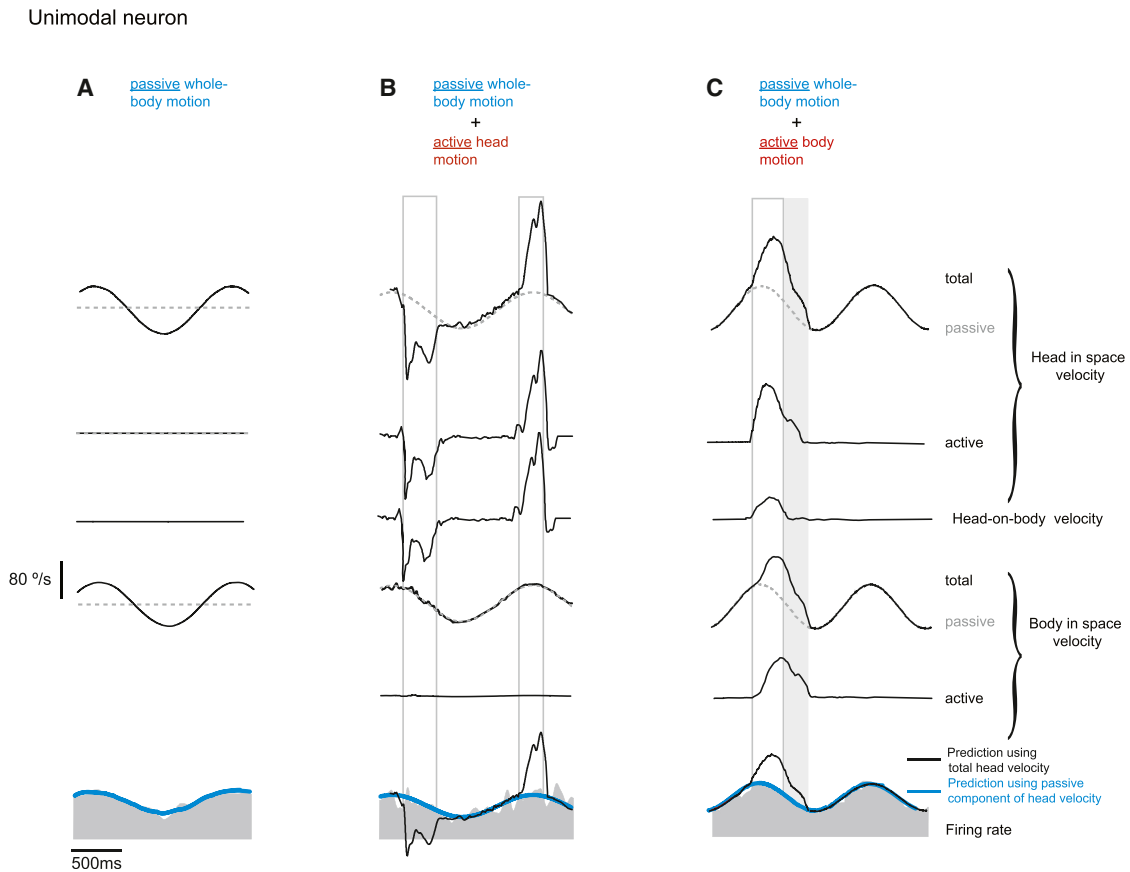 Unimodal neuron
A
passive whole-
body motion
B
passive whole-
body motion
+
active head
motion
C
passive whole-
body motion
+
active body
motion
total
passive
Head in space
velocity
active
Head-on-body velocity
80 º/s
total
passive
Body in space
velocity
active
Prediction using
total head velocity
Prediction using passive
component of head velocity
Firing rate
500ms